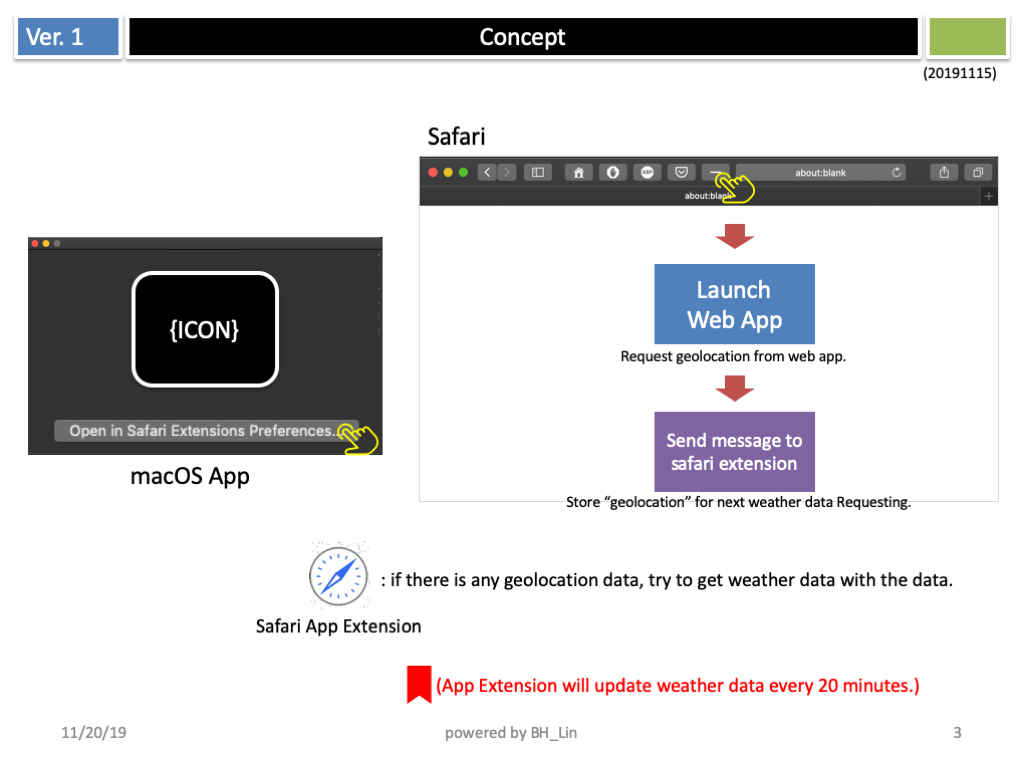 Ver. 1
Concept
(20191115)
Safari
about:blank
about:blank
{ICON}
Open in Safari Extensions Preferences...
macOS App
Launch
Web App
Request geolocation from web app.
Send message to
safari extension
Store “geolocation” for next weather data Requesting.
: if there is any geolocation data, try to get weather data with the data.
Safari App Extension
(App Extension will update weather data every 20 minutes.)
11/20/19
powered by BH_Lin
3